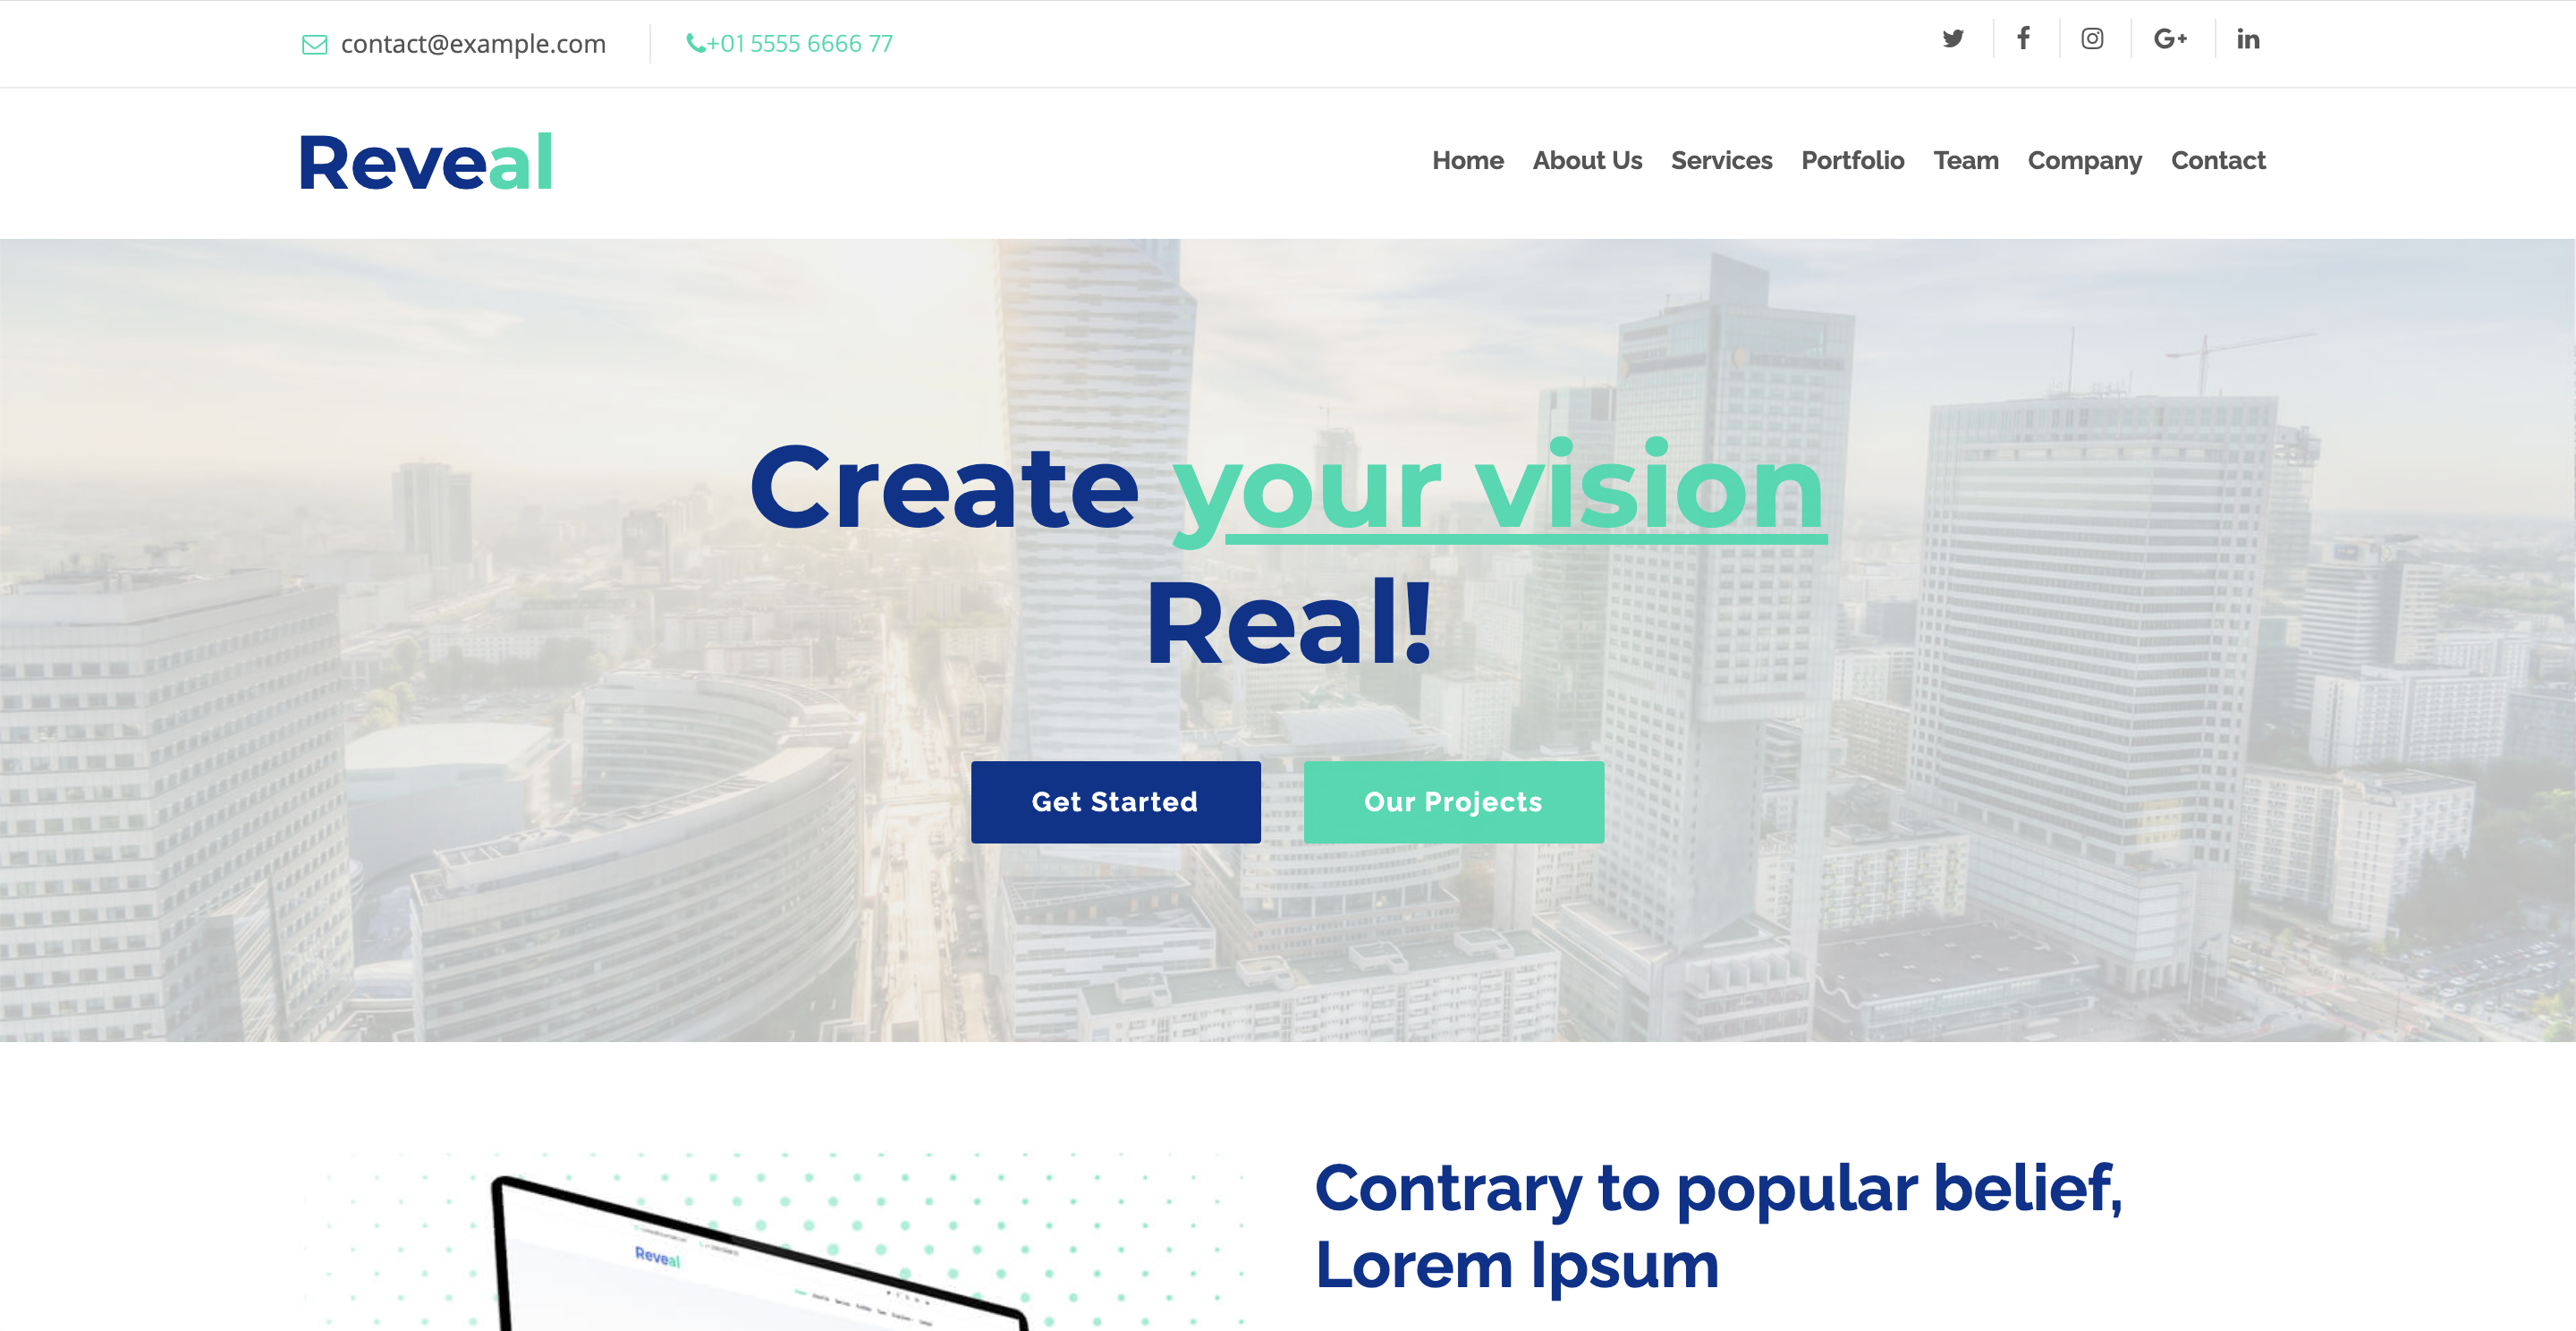 contact@example.com
+01 5555 6666 77
Reveal
Home About Us Services Portfolio Team Company Contact
Create your vision
Real!
Get Started Our Projects
Contrary to popular belief,
Lorem Ipsum
Reveal